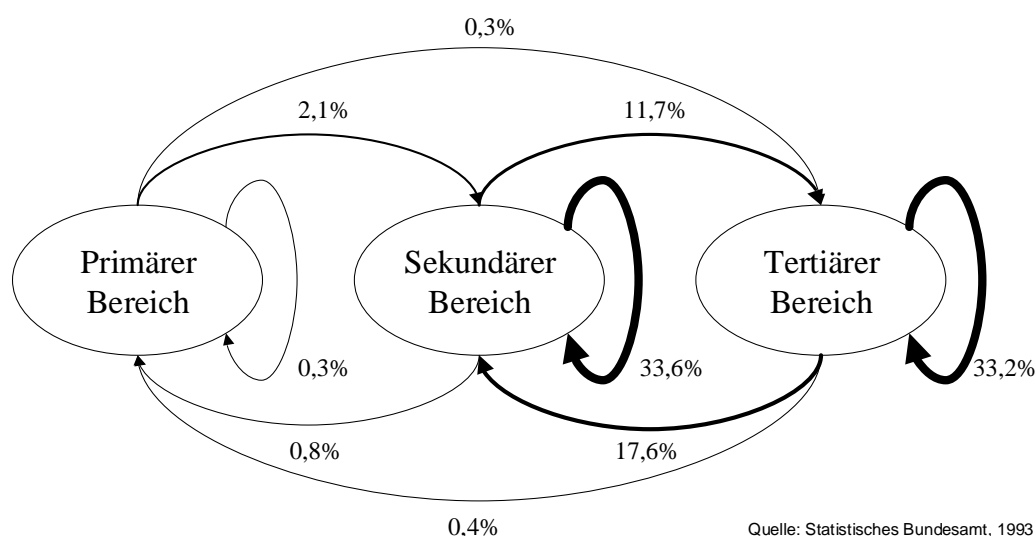 0,3%
2,1%
11,7%
Primärer
Bereich
Sekundärer
Bereich
Tertiärer
Bereich
0,3%
33,6%
33,2%
0,8%
17,6%
0,4%
Quelle: Statistisches Bundesamt, 1993